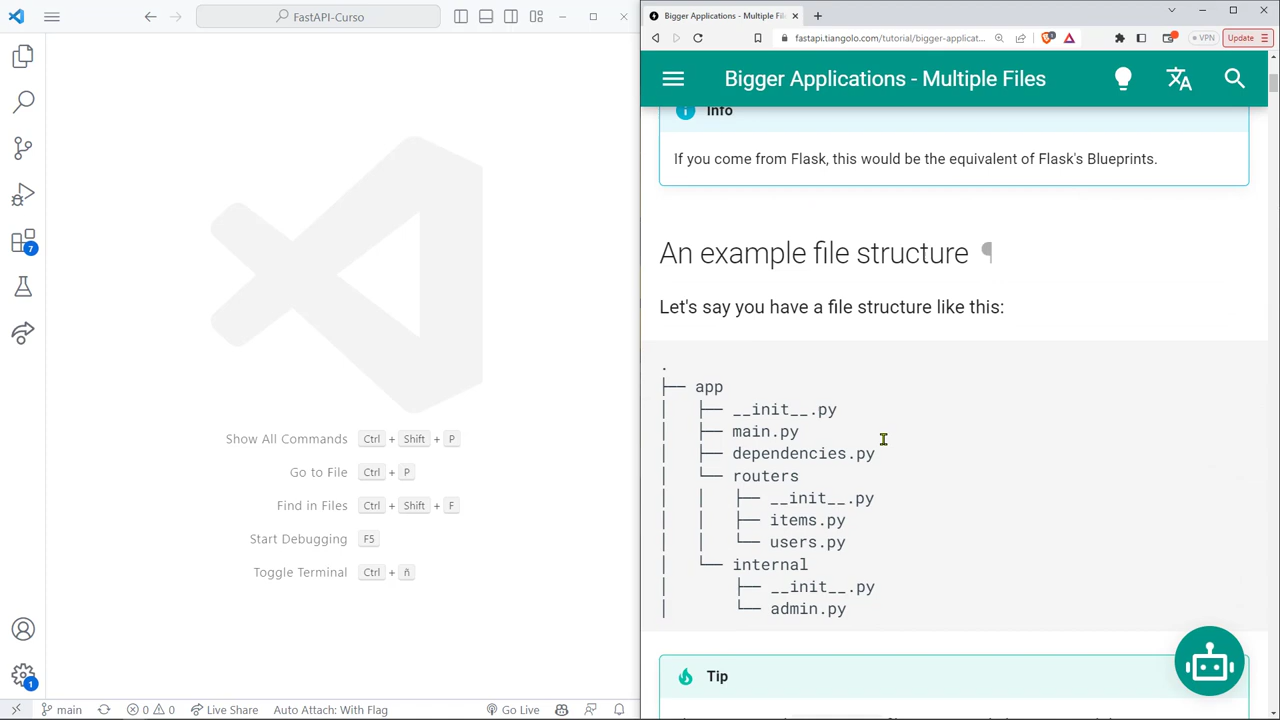 FastAPI-Curso
Show All Commands Ctrl + Shift + P
Go to File Ctrl + P
Find in Files Ctrl + Shift + F
Start Debugging F5
Toggle Terminal Ctrl + ñ
7
1
main
0 0
Live Share
Auto Attach: With Flag
Go Live
Bigger Applications - Multiple Fil
fastapi.tiangolo.com/tutorial/bigger-applicat...
VPN
Update
Bigger Applications - Multiple Files
Info
If you come from Flask, this would be the equivalent of Flask's Blueprints.
An example file structure ¶
Let's say you have a file structure like this:
.
├── app
│   ├── __init__.py
│   ├── main.py
│   ├── dependencies.py
│   └── routers
│   │   ├── __init__.py
│   │   ├── items.py
│   │   └── users.py
│   └── internal
│       ├── __init__.py
│       └── admin.py
Tip